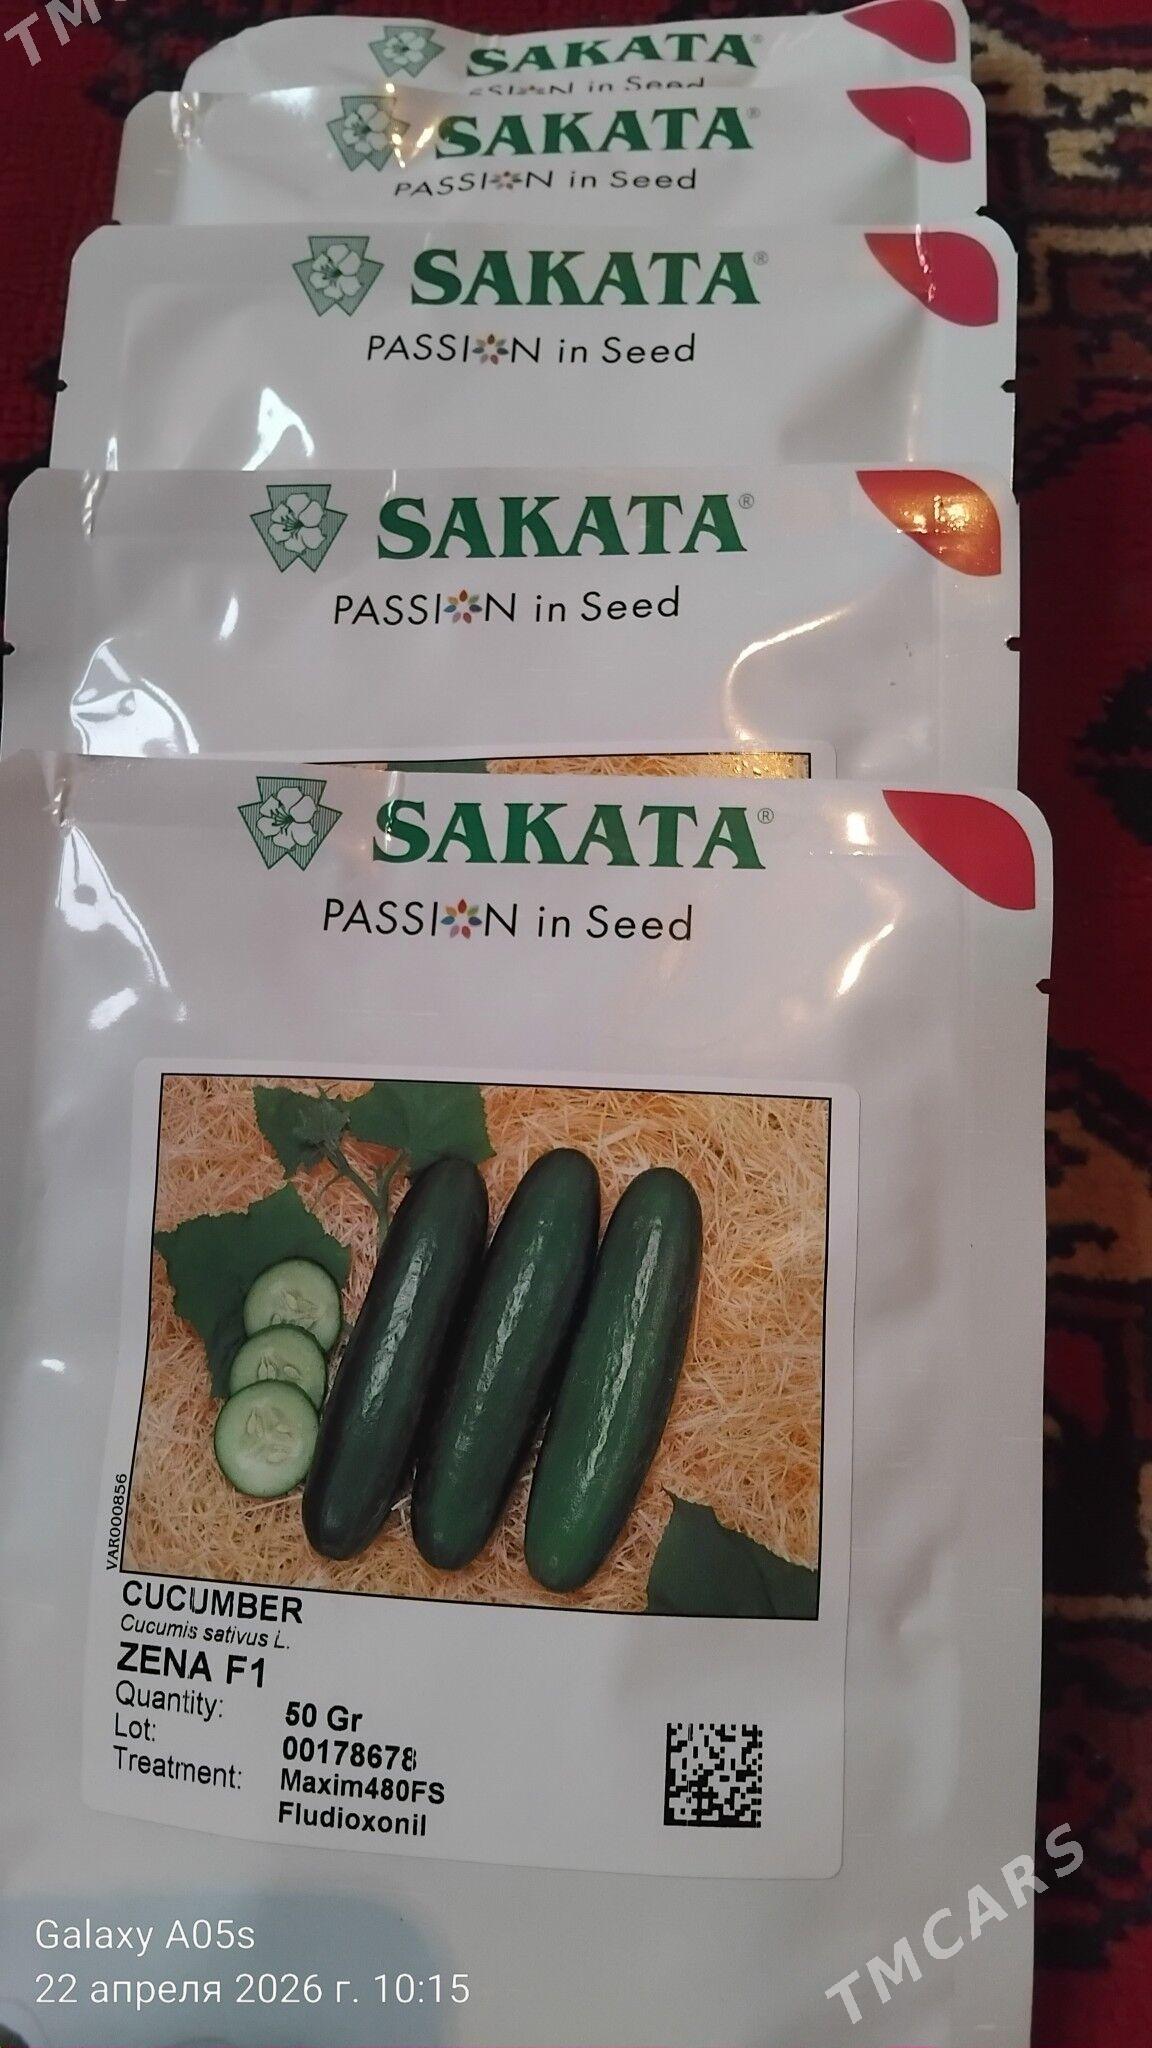 TMC
SAKATA®
PASSION in Seed
SAKATA®
PASSION in Seed
SAKATA®
PASSION in Seed
SAKATA®
PASSION in Seed
SAKATA®
PASSION in Seed
VAR000856
CUCUMBER
Cucumis sativus L.
ZENA F1
Quantity: 50 Gr
Lot: 00178678
Treatment: Maxim480FS
Fludioxonil
Galaxy A05s
22 апреля 2026 г. 10:15
TMCARS